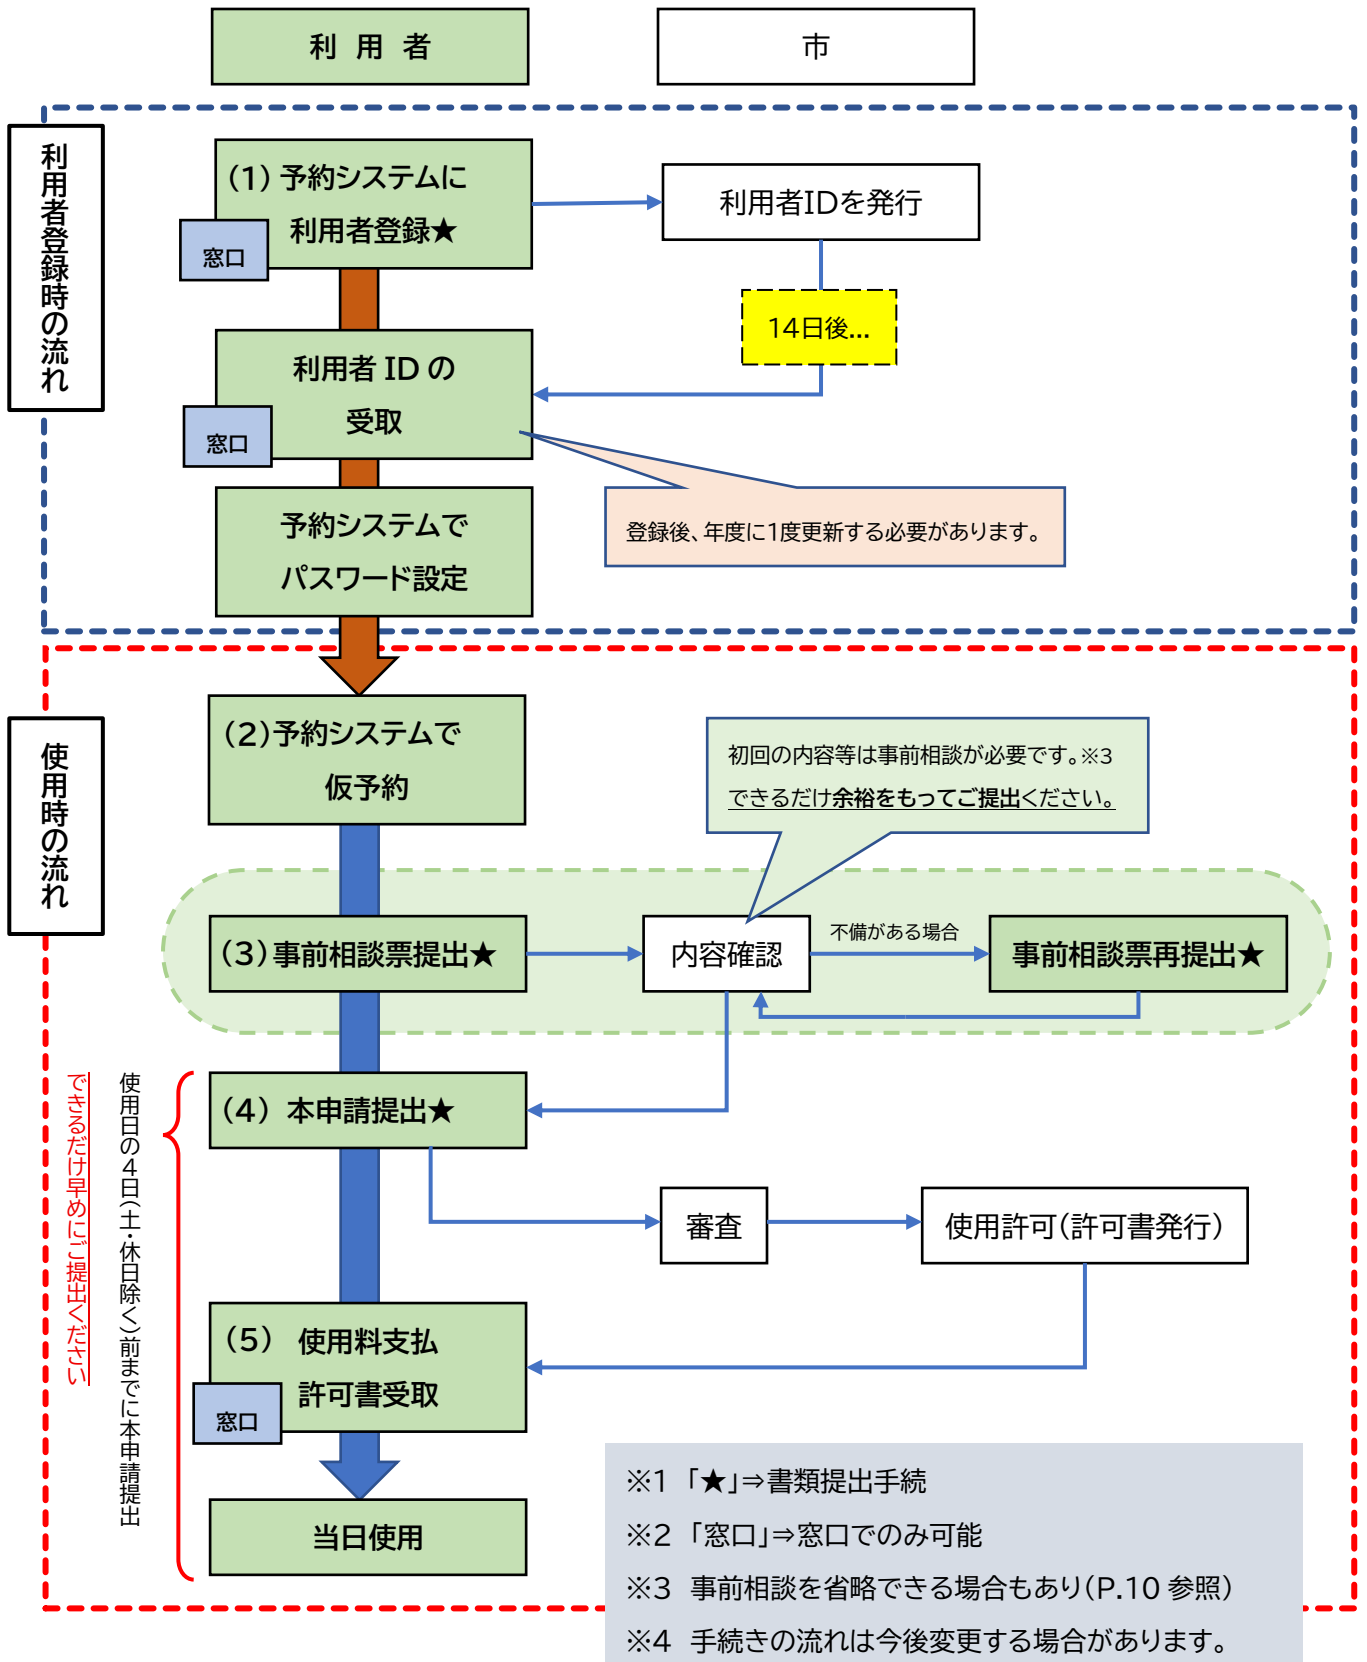 利 用 者
市
利用者登録時の流れ
(1) 予約システムに
利用者登録★
窓口
利用者IDを発行
14日後…
利用者 ID の
受取
窓口
登録後、年度に1度更新する必要があります。
予約システムで
パスワード設定
使用時の流れ
(2)予約システムで
仮予約
初回の内容等は事前相談が必要です。※3
できるだけ余裕をもってご提出ください。
(3)事前相談票提出★
内容確認
不備がある場合
事前相談票再提出★
(4) 本申請提出★
使用日の4日(土・休日除く)前までに本申請提出
できるだけ早めにご提出ください
審査
使用許可(許可書発行)
(5) 使用料支払
許可書受取
窓口
当日使用
※1 「★」⇒書類提出手続
※2 「窓口」⇒窓口でのみ可能
※3 事前相談を省略できる場合もあり(P.10 参照)
※4 手続きの流れは今後変更する場合があります。